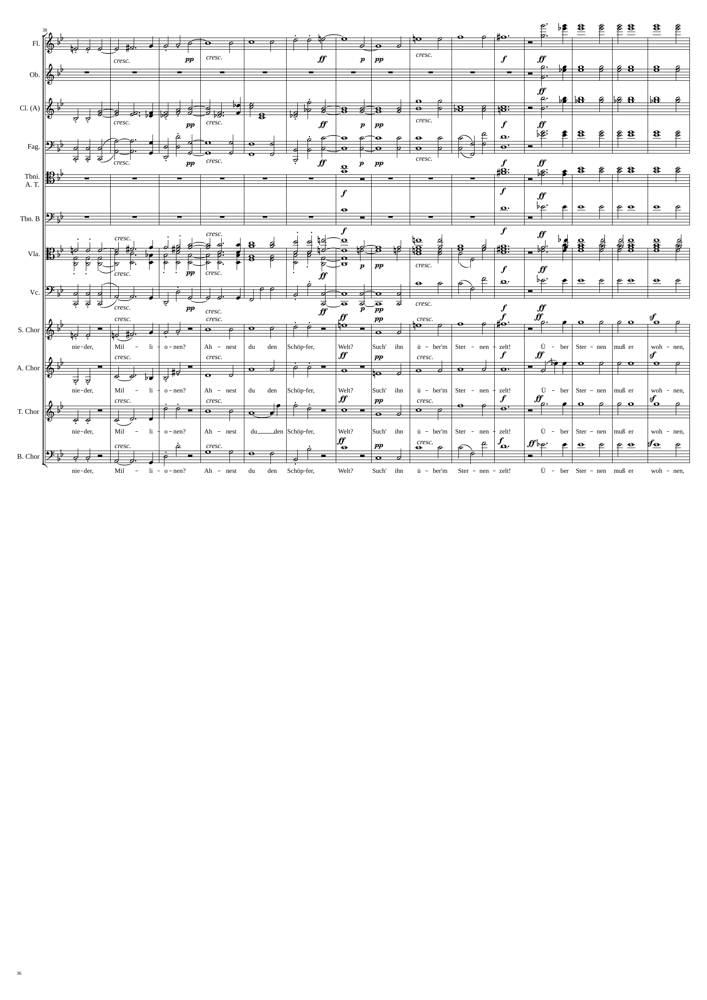 38
Fl.
cresc. pp cresc. ff p pp cresc. f ff
Ob.
ff
Cl. (A)
cresc. pp cresc. ff p pp cresc. f ff
Fag.
cresc. pp cresc. ff p pp cresc. f ff
Tbni.
A. T.
f f ff
Tbn. B
f f ff
cresc. cresc.
Vla.
cresc. pp cresc. ff p pp cresc. f ff
Vc.
cresc. pp cresc. ff p pp cresc. f ff
cresc. cresc. ff pp cresc. f ff sf
S. Chor
nie – der, Mil – li – o – nen? Ah – nest du den Schöp – fer, Welt? Such' ihn ü – ber'm Ster – nen – zelt! Ü – ber Ster – nen muß er woh – nen,
cresc. cresc. ff pp cresc. f ff sf
A. Chor
nie – der, Mil – li – o – nen? Ah – nest du den Schöp – fer, Welt? Such' ihn ü – ber'm Ster – nen – zelt! Ü – ber Ster – nen muß er woh – nen,
cresc. cresc. ff pp cresc. f ff sf
T. Chor
nie – der, Mil – li – o – nen? Ah – nest du den Schöp – fer, Welt? Such' ihn ü – ber'm Ster – nen – zelt! Ü – ber Ster – nen muß er woh – nen,
cresc. cresc. ff pp cresc. f ff sf
B. Chor
nie – der, Mil – li – o – nen? Ah – nest du den Schöp – fer, Welt? Such' ihn ü – ber'm Ster – nen – zelt! Ü – ber Ster – nen muß er woh – nen,
36